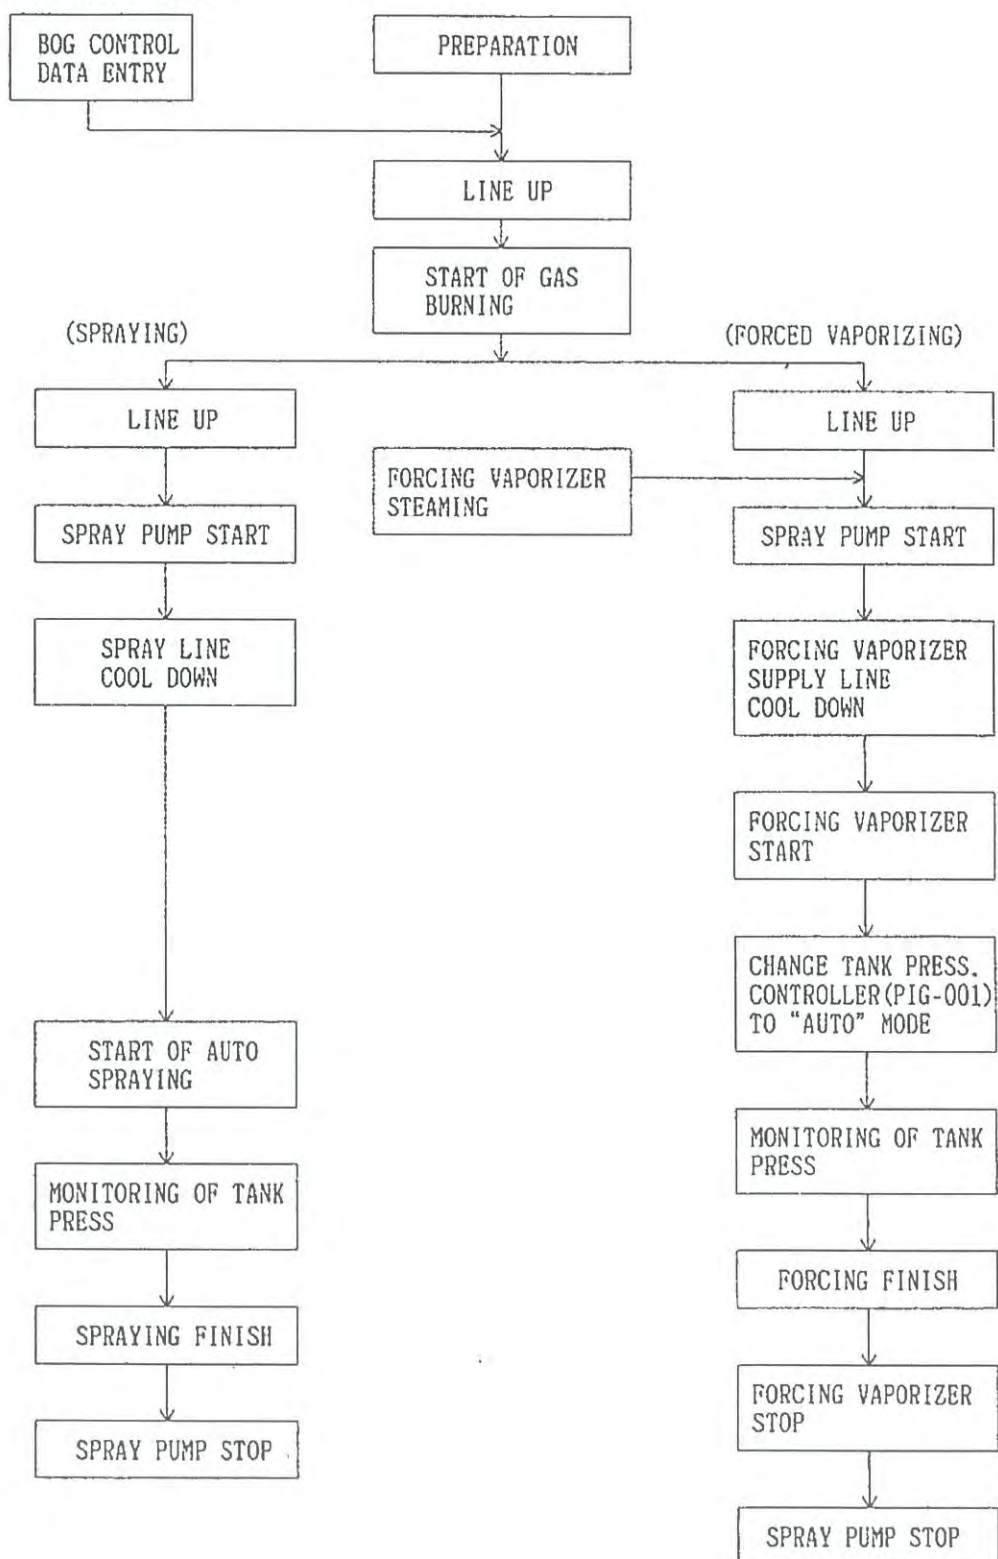 BOG CONTROL
DATA ENTRY
PREPARATION
LINE UP
START OF GAS
BURNING
(SPRAYING)
(FORCED VAPORIZING)
LINE UP
LINE UP
FORCING VAPORIZER
STEAMING
SPRAY PUMP START
SPRAY PUMP START
SPRAY LINE
COOL DOWN
FORCING VAPORIZER
SUPPLY LINE
COOL DOWN
FORCING VAPORIZER
START
CHANGE TANK PRESS.
CONTROLLER(PIG-001)
TO "AUTO" MODE
START OF AUTO
SPRAYING
MONITORING OF TANK
PRESS
MONITORING OF TANK
PRESS
FORCING FINISH
SPRAYING FINISH
FORCING VAPORIZER
STOP
SPRAY PUMP STOP
SPRAY PUMP STOP